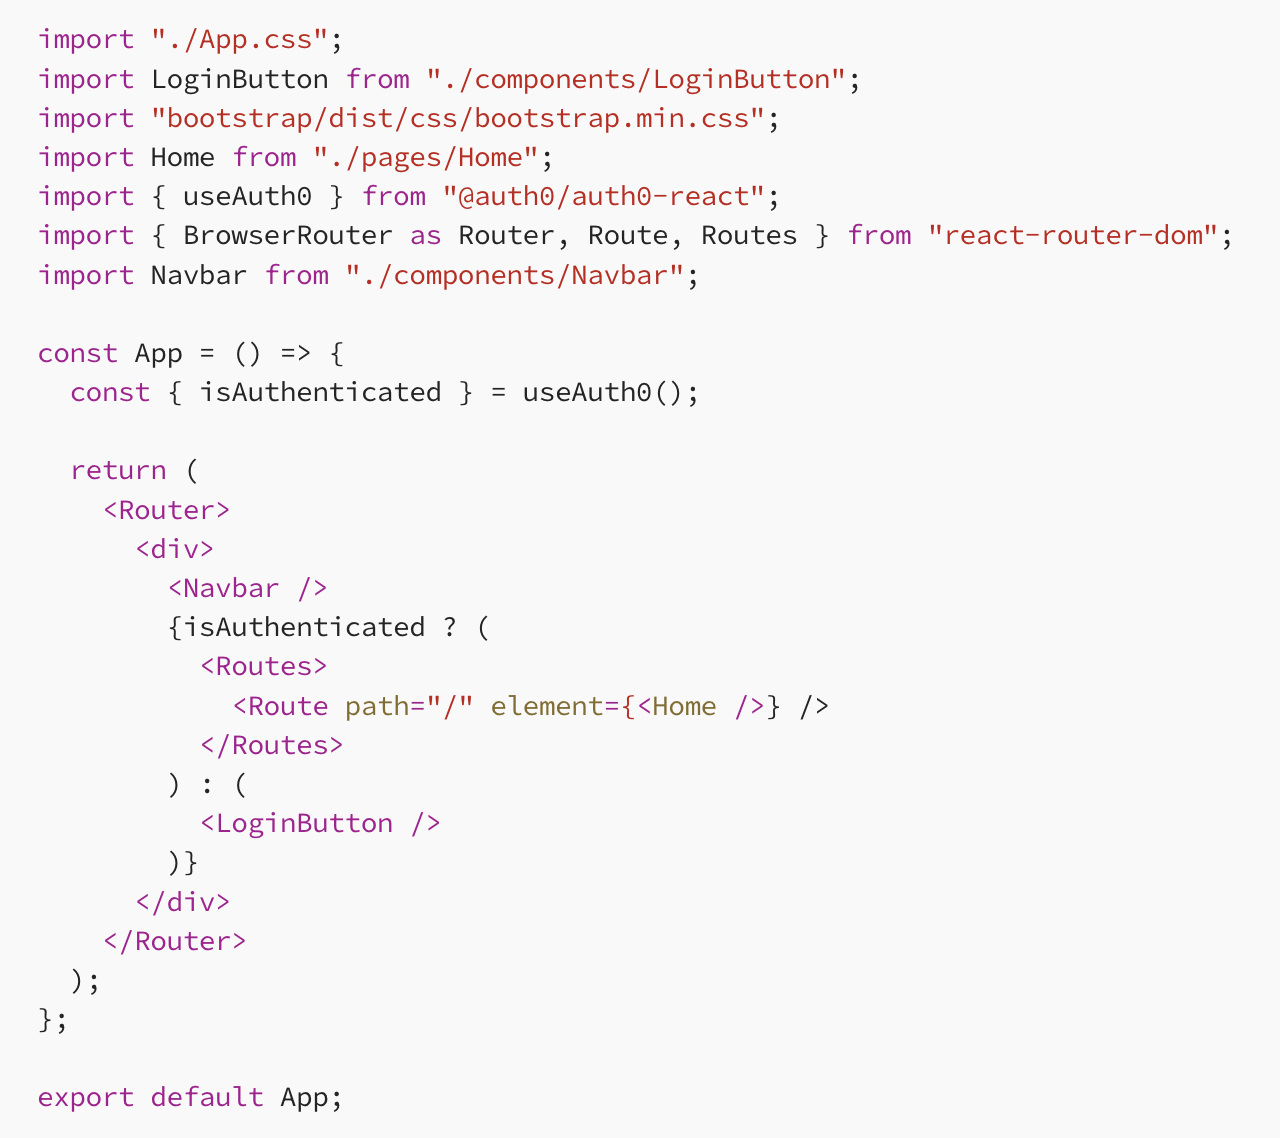 import "./App.css";
import LoginButton from "./components/LoginButton";
import "bootstrap/dist/css/bootstrap.min.css";
import Home from "./pages/Home";
import { useAuth0 } from "@auth0/auth0-react";
import { BrowserRouter as Router, Route, Routes } from "react-router-dom";
import Navbar from "./components/Navbar";

const App = () => {
  const { isAuthenticated } = useAuth0();

  return (
    <Router>
      <div>
        <Navbar />
        {isAuthenticated ? (
          <Routes>
            <Route path="/" element={<Home />} />
          </Routes>
        ) : (
          <LoginButton />
        )}
      </div>
    </Router>
  );
};

export default App;